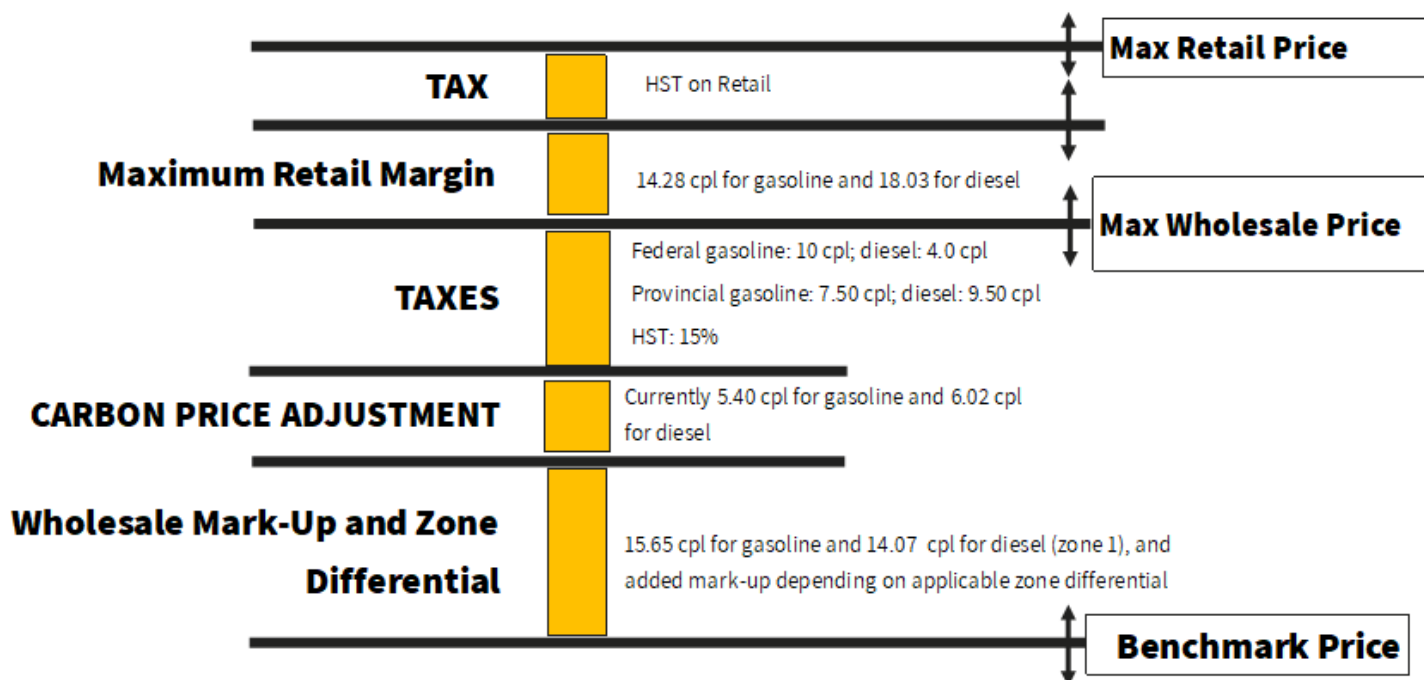 Max Retail Price
TAX
HST on Retail
Maximum Retail Margin
14.28 cpl for gasoline and 18.03 for diesel
Max Wholesale Price
Federal gasoline: 10 cpl; diesel: 4.0 cpl
TAXES
Provincial gasoline: 7.50 cpl; diesel: 9.50 cpl
HST: 15%
CARBON PRICE ADJUSTMENT
Currently 5.40 cpl for gasoline and 6.02 cpl
for diesel
Wholesale Mark-Up and Zone
Differential
15.65 cpl for gasoline and 14.07 cpl for diesel (zone 1), and
added mark-up depending on applicable zone differential
Benchmark Price